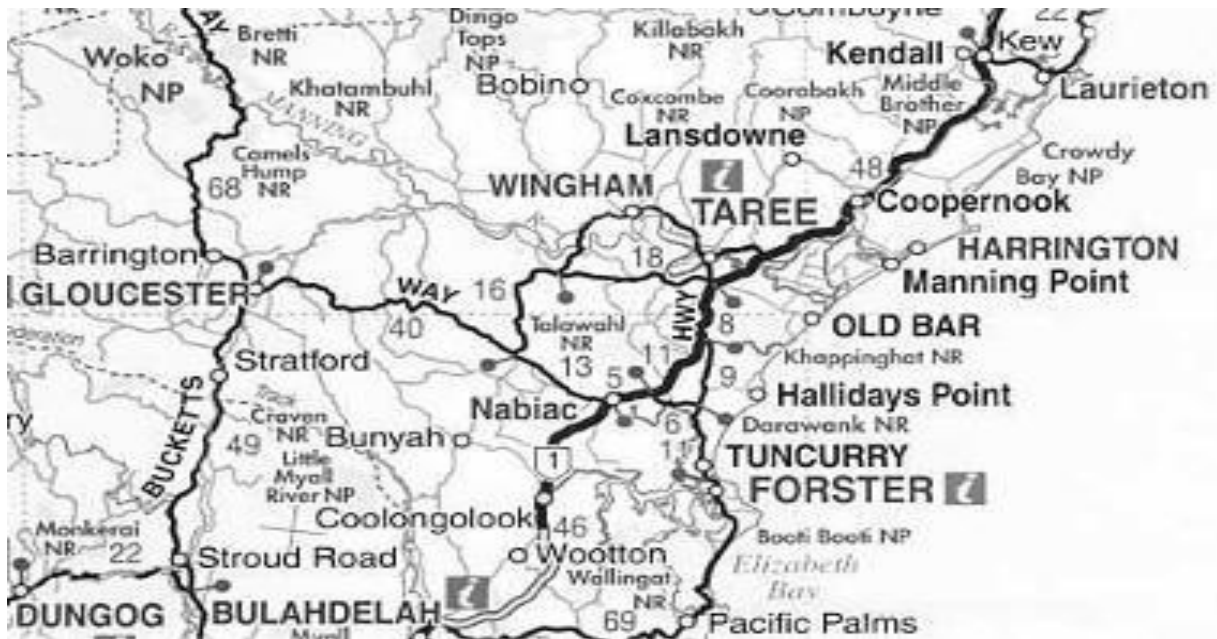 Woko
NP
Bretti
NR
Dingo
Tops
NP
Killabakh
NR
22
Kendall
Kew
Khatambuhl
NR
Bobin
Coxcombe
NR
Coorabakh
NP
Middle
Brother
NP
Laurieton
MANNING
Lansdowne
Crowdy
Bay NP
Camels
Hump
NR
68
WINGHAM
i
TAREE
48
Coopernook
Barrington
18
HARRINGTON
Manning Point
GLOUCESTER
WAY
16
HWY
40
Talawahl
NR
8
OLD BAR
Khappinghat NR
Stratford
13
11
9
5
Nabiac
Hallidays Point
Darawank NR
6
BUCKETTS
Track
Craven
NR
49
Bunyah
Little
Myall
River NP
1
11
TUNCURRY
FORSTER i
Coolongolook
46
Booti Booti NP
Monkerai
NR
22
Stroud Road
Wootton
Elizabeth
Bay
Wallingat
NR
i
DUNGOG
BULAHDELAH
69
Pacific Palms
Myall